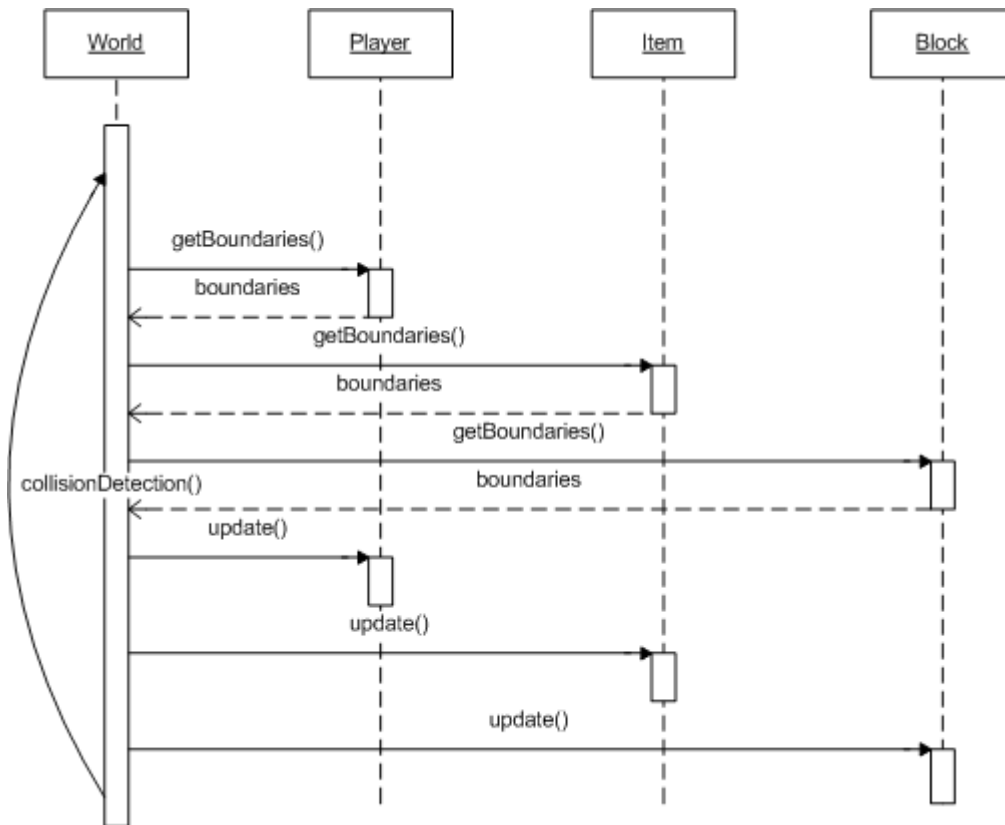 World
Player
Item
Block
getBoundaries()
boundaries
getBoundaries()
boundaries
getBoundaries()
boundaries
collisionDetection()
update()
update()
update()